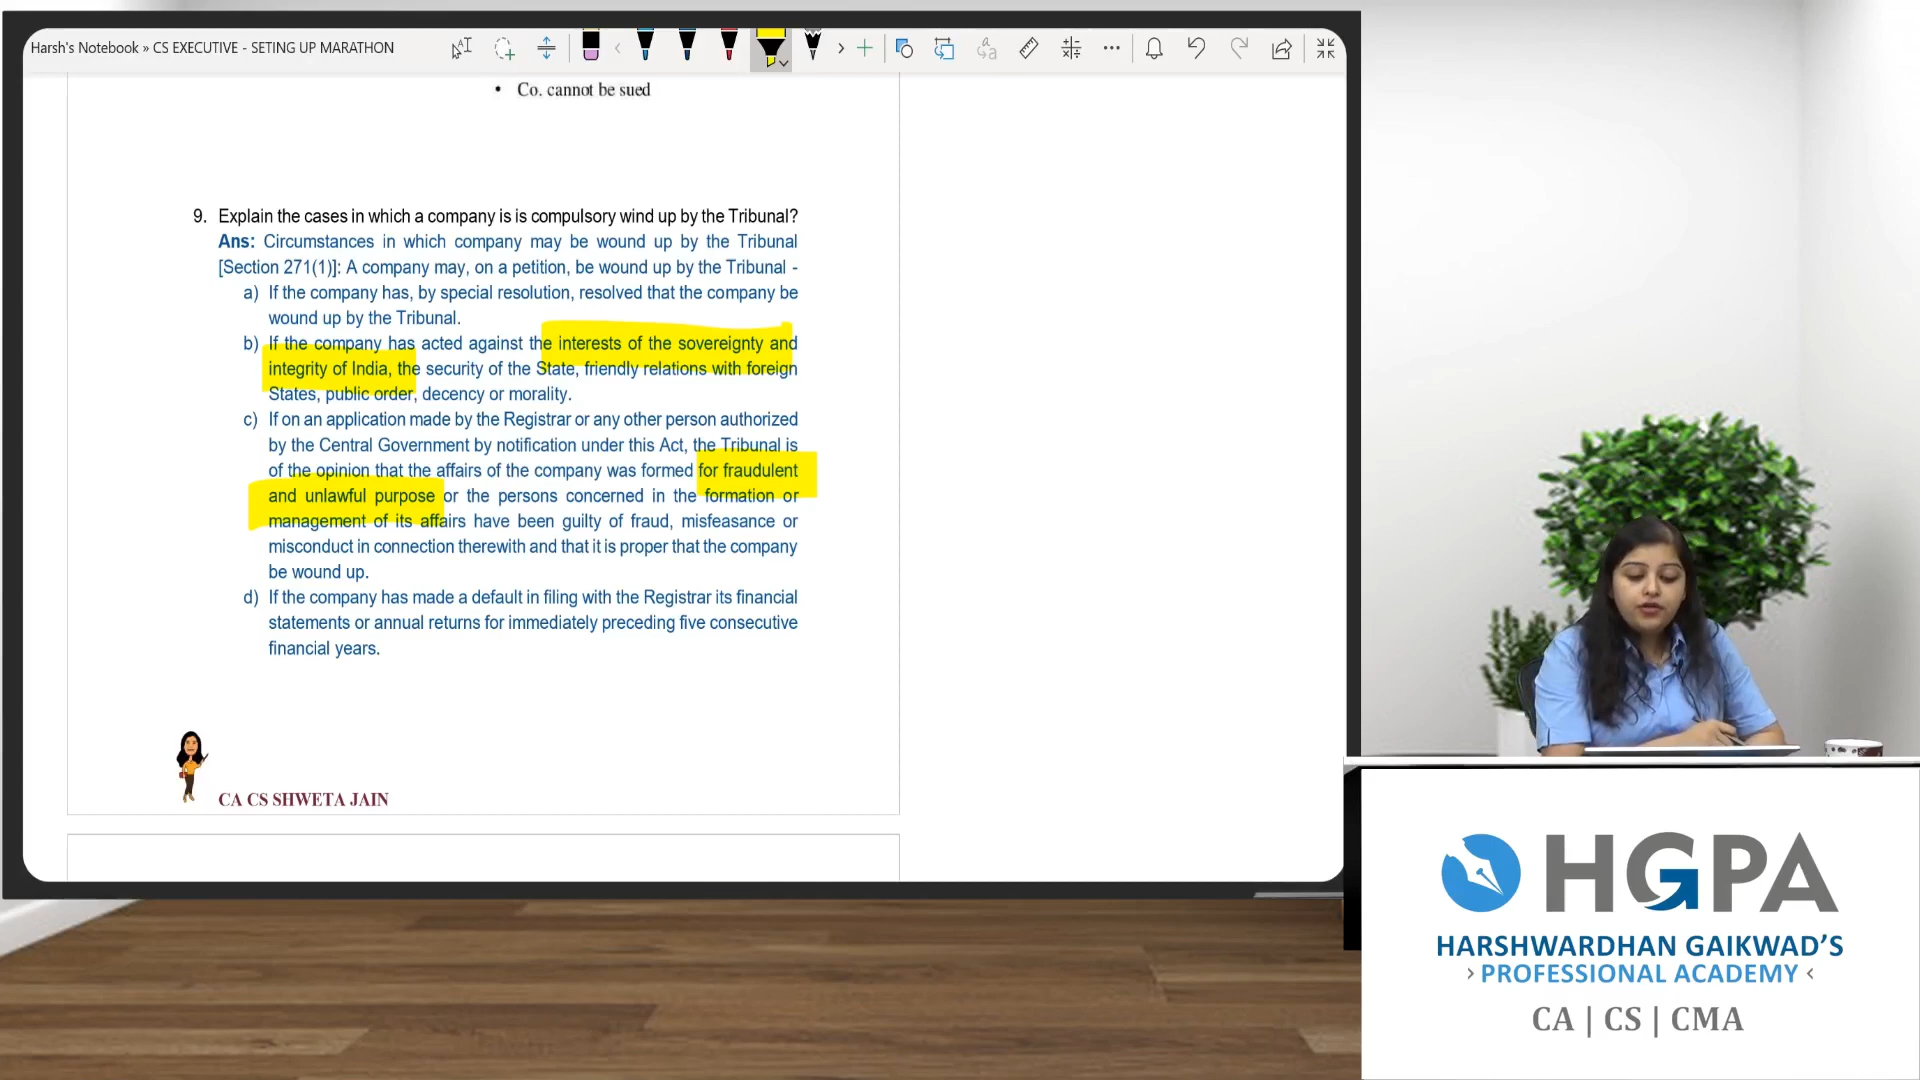 Harsh's Notebook » CS EXECUTIVE - SETING UP MARATHON
• Co. cannot be sued
9. Explain the cases in which a company is is compulsory wind up by the Tribunal?
Ans: Circumstances in which company may be wound up by the Tribunal
[Section 271(1)]: A company may, on a petition, be wound up by the Tribunal -
a) If the company has, by special resolution, resolved that the company be
wound up by the Tribunal.
b) If the company has acted against the interests of the sovereignty and
integrity of India, the security of the State, friendly relations with foreign
States, public order, decency or morality.
c) If on an application made by the Registrar or any other person authorized
by the Central Government by notification under this Act, the Tribunal is
of the opinion that the affairs of the company was formed for fraudulent
and unlawful purpose or the persons concerned in the formation or
management of its affairs have been guilty of fraud, misfeasance or
misconduct in connection therewith and that it is proper that the company
be wound up.
d) If the company has made a default in filing with the Registrar its financial
statements or annual returns for immediately preceding five consecutive
financial years.
CA CS SHWETA JAIN
HGPA
HARSHWARDHAN GAIKWAD'S
› PROFESSIONAL ACADEMY ‹
CA | CS | CMA